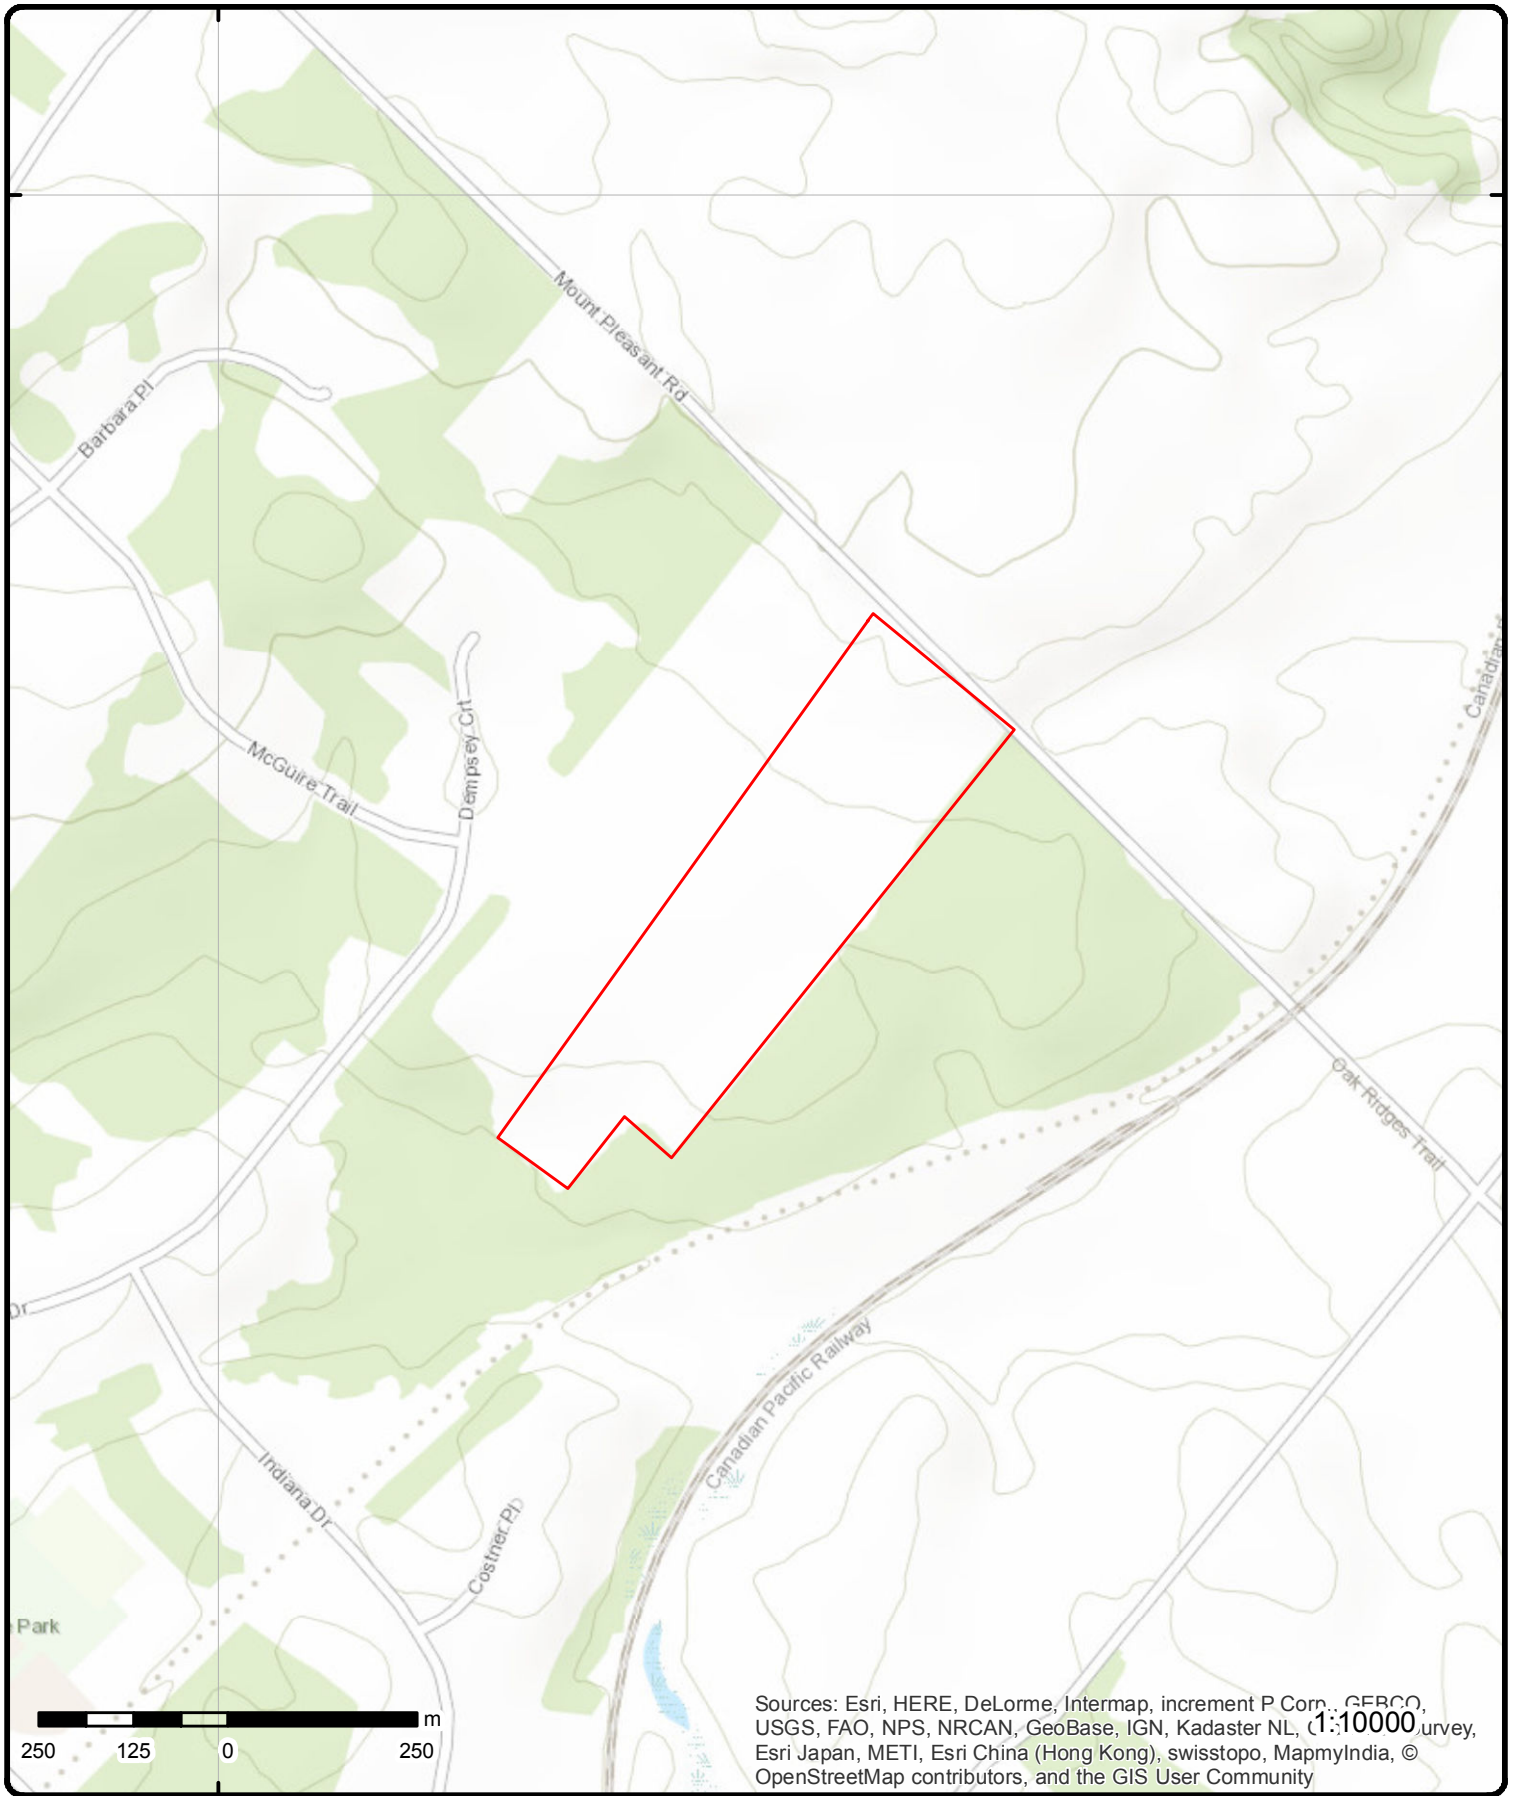 Mount Pleasant Rd
Barbara Pl
McGuire Trail
Dempsey Crt
Canadian
Oak Ridges Trail
Dr
Canadian Pacific Railway
Indiana Dr
Costner Pl
Park
m
250 125 0 250
Sources: Esri, HERE, DeLorme, Intermap, increment P Corp., GEBCO,
USGS, FAO, NPS, NRCAN, GeoBase, IGN, Kadaster NL,
1:10000
Esri Japan, METI, Esri China (Hong Kong), swisstopo, MapmyIndia, ©
OpenStreetMap contributors, and the GIS User Community